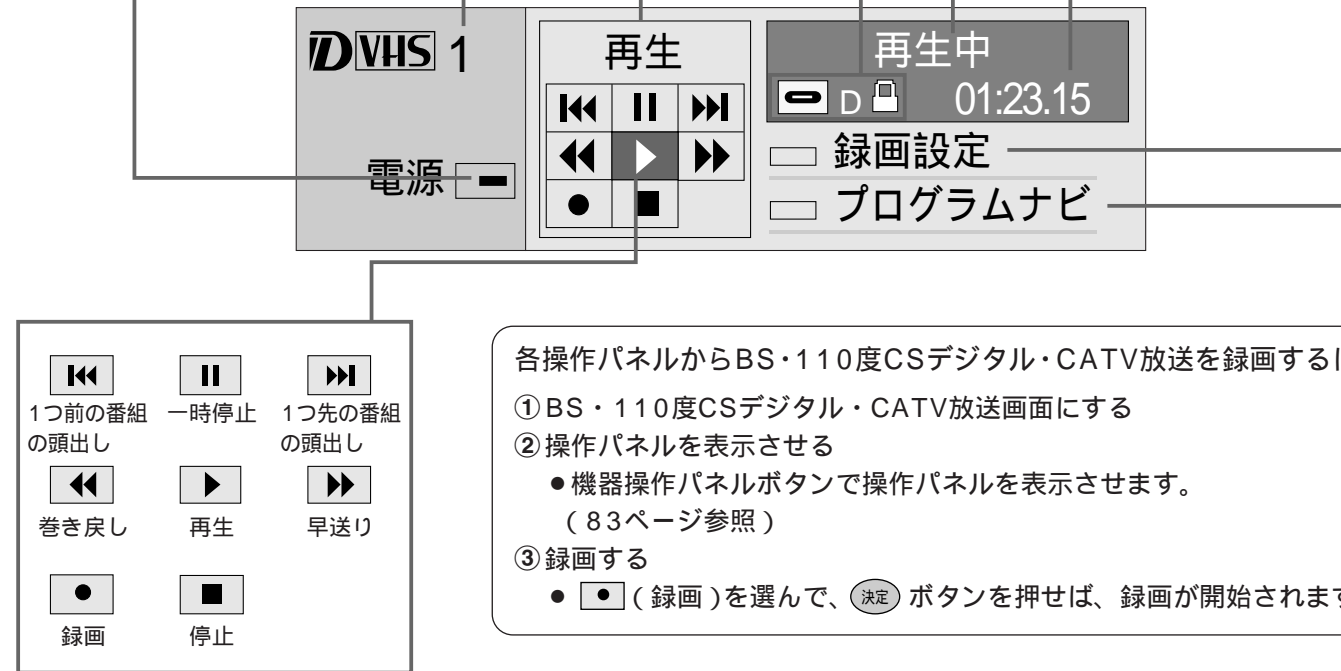 DVHS 1
再生
再生中
D 01:23.15
電源
録画設定
プログラムナビ
1つ前の番組
の頭出し
一時停止
1つ先の番組
の頭出し
巻き戻し
再生
早送り
録画
停止
各操作パネルからBS・110度CSデジタル・CATV放送を録画する
①BS・110度CSデジタル・CATV放送画面にする
②操作パネルを表示させる
●機器操作パネルボタンで操作パネルを表示させます。
(83ページ参照)
③録画する
● ● (録画)を選んで、決定 ボタンを押せば、録画が開始されます